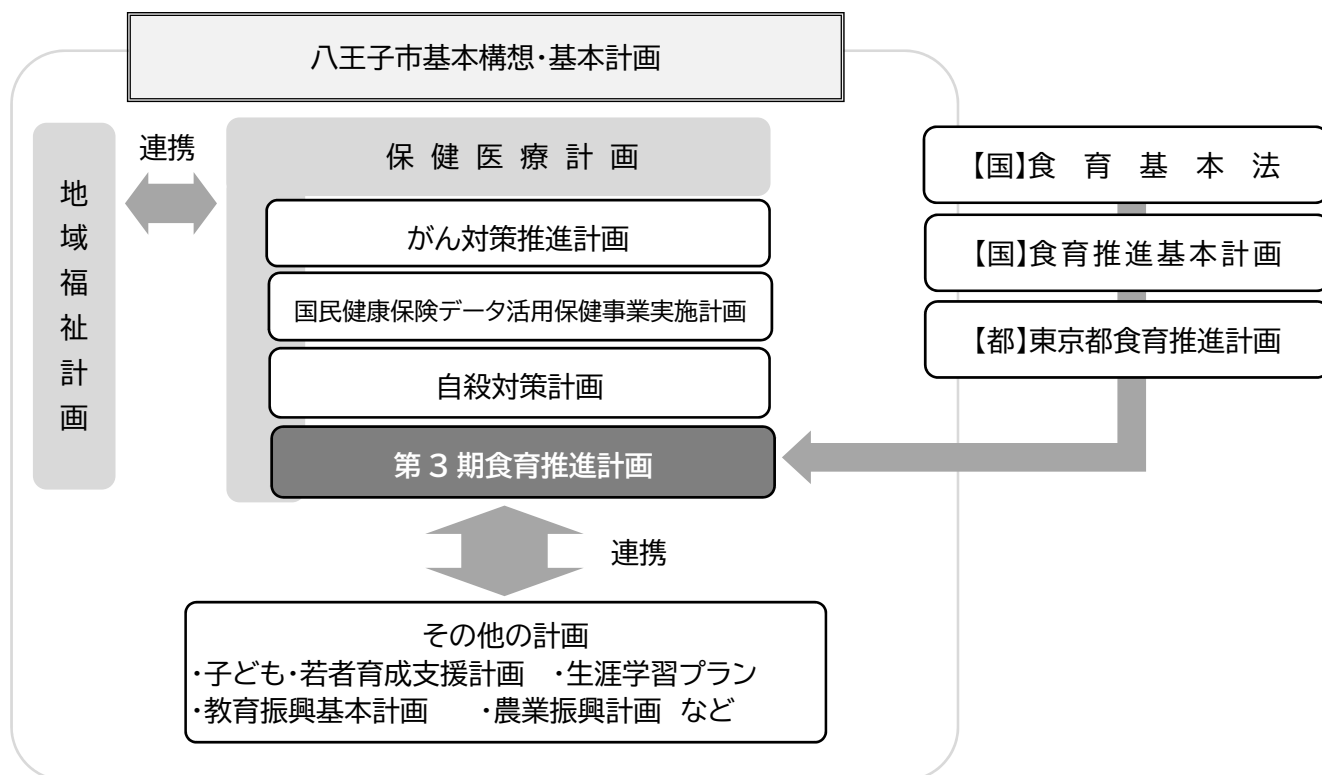 八王子市基本構想・基本計画
連携
保健医療計画
地域福祉計画
がん対策推進計画
国民健康保険データ活用保健事業実施計画
自殺対策計画
第3期食育推進計画
【国】食育基本法
【国】食育推進基本計画
【都】東京都食育推進計画
連携
その他の計画
・子ども・若者育成支援計画 ・生涯学習プラン
・教育振興基本計画 ・農業振興計画 など